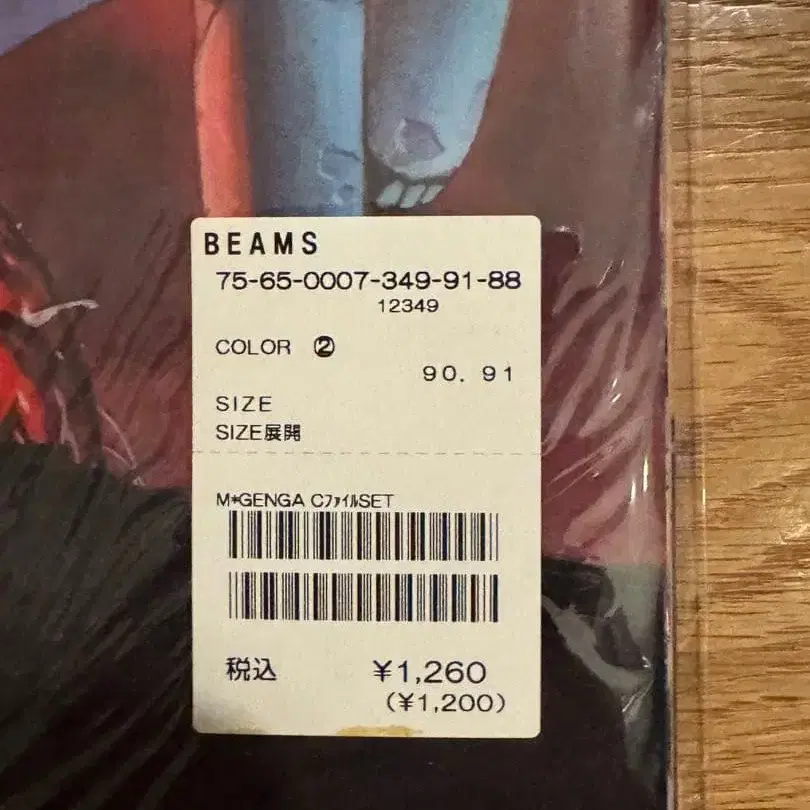 BEAMS
75-65-0007-349-91-88
12349
COLOR ②
90. 91
SIZE
SIZE展開
M*GENGA CﾌｧｲﾙSET
税込 ¥1,260
(¥1,200)